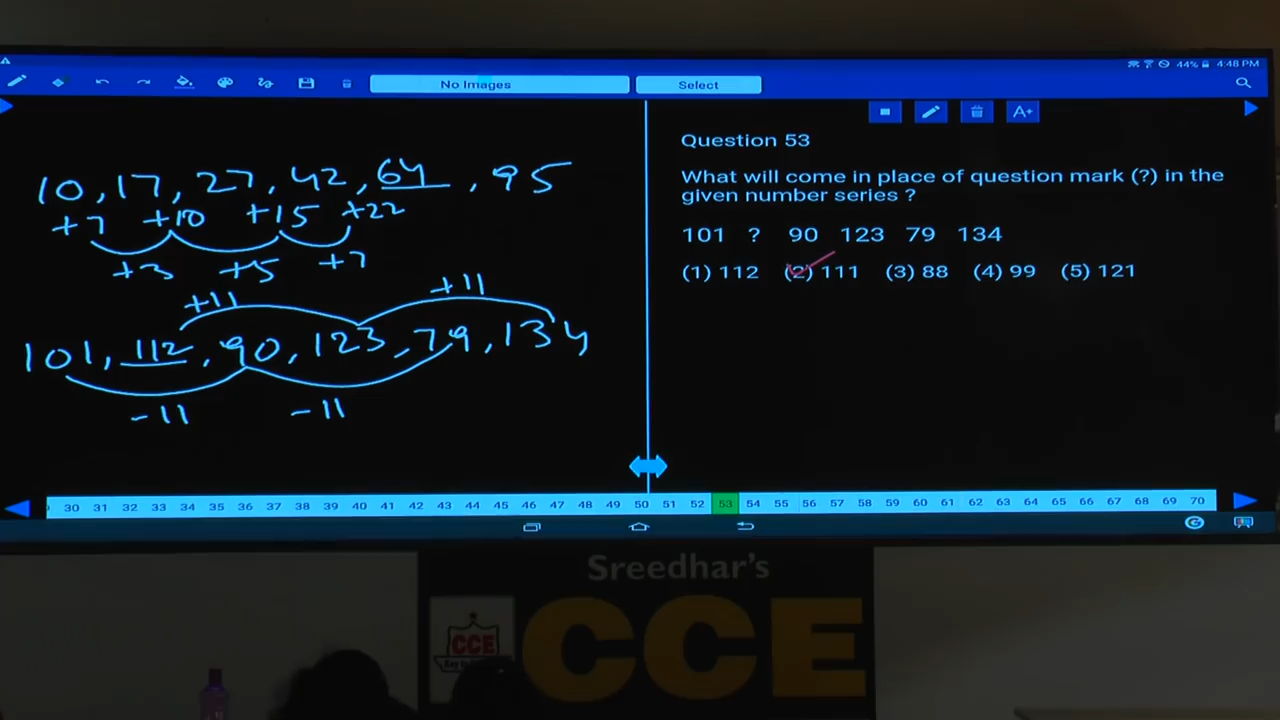 44% 4:48 PM
No Images Select
A+
10, 17, 27, 42, 64, 95
+7 +10 +15 +22
+3 +5 +7
+11 +11
101, 112, 90, 123, 79, 134
-11 -11
Question 53
What will come in place of question mark (?) in the
given number series ?
101 ? 90 123 79 134
(1) 112 (2) 111 (3) 88 (4) 99 (5) 121
30 31 32 33 34 35 36 37 38 39 40 41 42 43 44 45 46 47 48 49 50 51 52 53 54 55 56 57 58 59 60 61 62 63 64 65 66 67 68 69 70
Sreedhar's
CCE
CCE